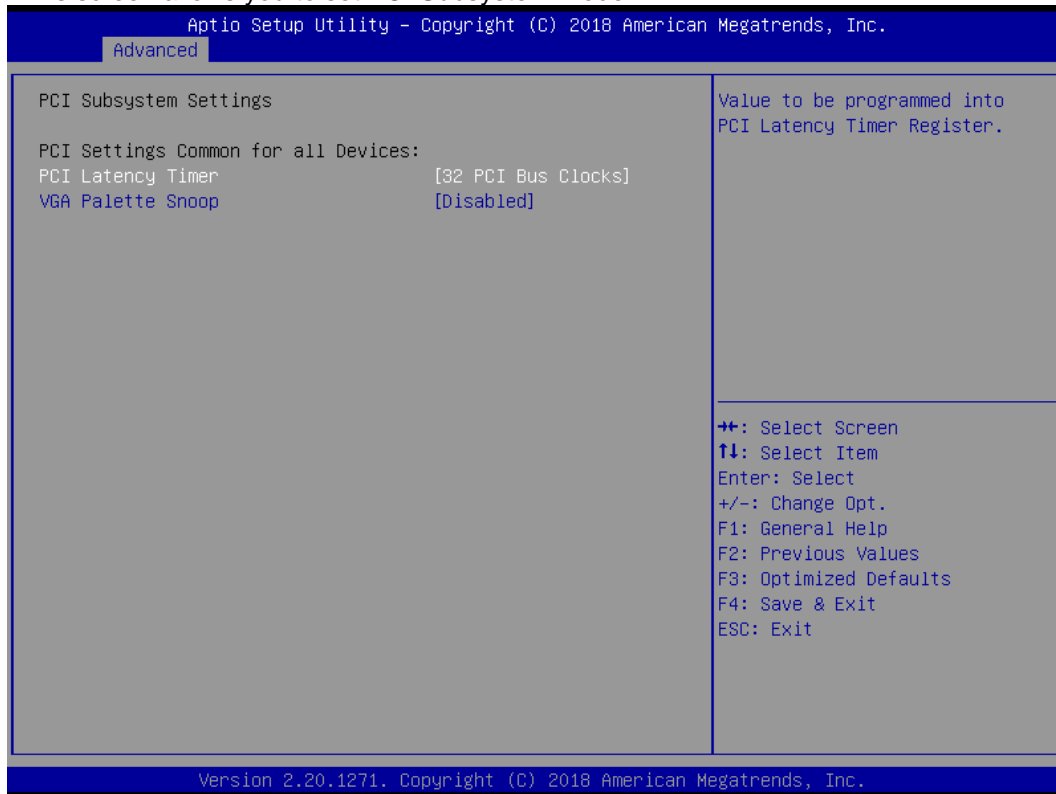 Aptio Setup Utility – Copyright (C) 2018 American Megatrends, Inc.
Advanced
PCI Subsystem Settings
PCI Settings Common for all Devices:
PCI Latency Timer [32 PCI Bus Clocks]
VGA Palette Snoop [Disabled]
Value to be programmed into
PCI Latency Timer Register.
→←: Select Screen
↑↓: Select Item
Enter: Select
+/-: Change Opt.
F1: General Help
F2: Previous Values
F3: Optimized Defaults
F4: Save & Exit
ESC: Exit
Version 2.20.1271. Copyright (C) 2018 American Megatrends, Inc.